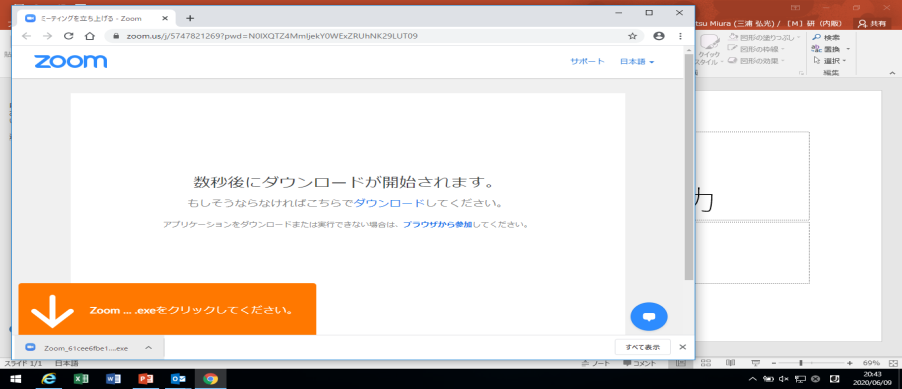 ミーティングを立ち上げる - Zoom
tsu Miura (三浦 弘光) / 【M】研 (内販)
共有
zoom.us/j/5747821269?pwd=N0lXQTZ4MmljekY0WExZRUhNK29LUT09
クイック
スタイル
図形の塗りつぶし
図形の枠線
図形の効果
検索
置換
選択
編集
zoom
サポート 日本語
数秒後にダウンロードが開始されます。
もしそうならなければこちらでダウンロードしてください。
アプリケーションをダウンロードまたは実行できない場合は、ブラウザから参加してください。
カ
Zoom ... .exeをクリックしてください。
Zoom_61cee6fbe1....exe
すべて表示
スライド 1/1 日本語
ノート コメント
69%
20:43
2020/06/09